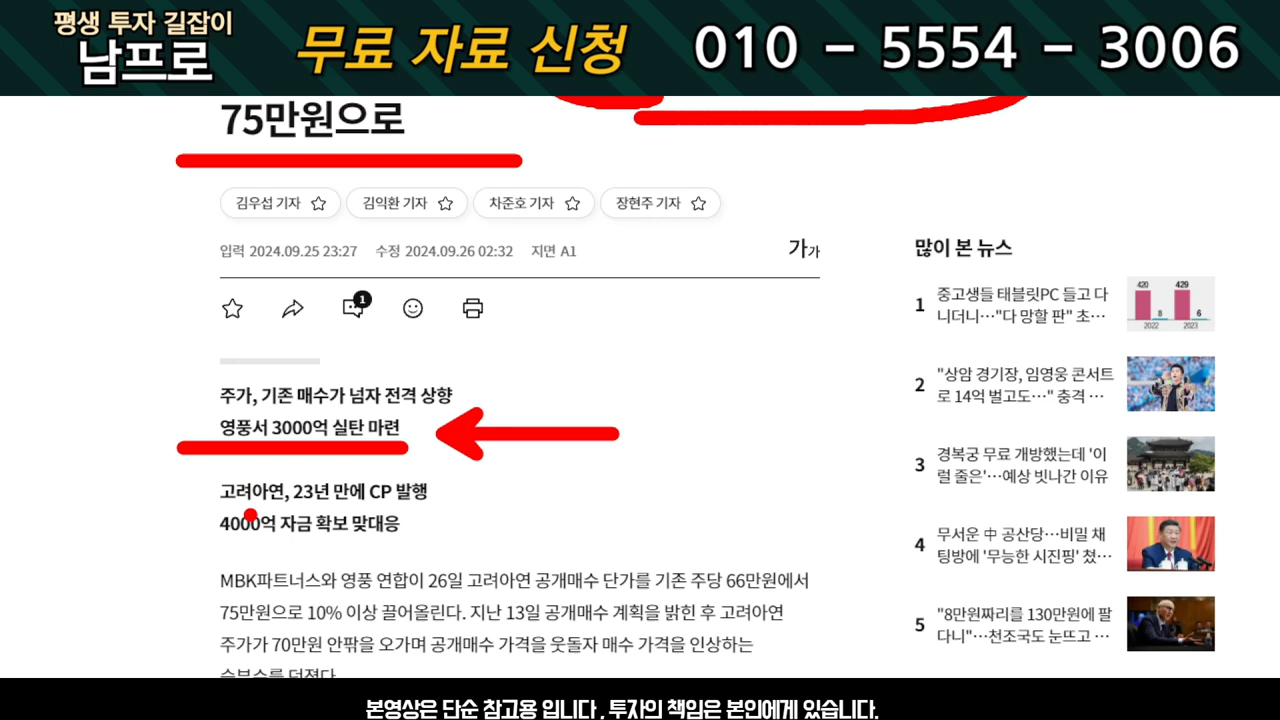 평생 투자 길잡이
남프로
무료 자료 신청
010 - 5554 - 3006
75만원으로
김우섭 기자
김익환 기자
차준호 기자
장현주 기자
입력 2024.09.25 23:27 수정 2024.09.26 02:32 지면 A1
가가
1
주가, 기존 매수가 넘자 전격 상향
영풍서 3000억 실탄 마련
고려아연, 23년 만에 CP 발행
4000억 자금 확보 맞대응
MBK파트너스와 영풍 연합이 26일 고려아연 공개매수 단가를 기존 주당 66만원에서
75만원으로 10% 이상 끌어올린다. 지난 13일 공개매수 계획을 밝힌 후 고려아연
주가가 70만원 안팎을 오가며 공개매수 가격을 웃돌자 매수 가격을 인상하는
승부수를 던졌다
많이 본 뉴스
1
중고생들 태블릿PC 들고 다
니더니…"다 망할 판" 초…
420
8
429
6
2022
2023
2
"상암 경기장, 임영웅 콘서트
로 14억 벌고도…" 충격 …
3
경복궁 무료 개방했는데 '이
럴 줄은'…예상 빗나간 이유
4
무서운 中 공산당…비밀 채
팅방에 '무능한 시진핑' 쳤…
5
"8만원짜리를 130만원에 팔
다니"…천조국도 눈뜨고 …
본영상은 단순 참고용 입니다 , 투자의 책임은 본인에게 있습니다.